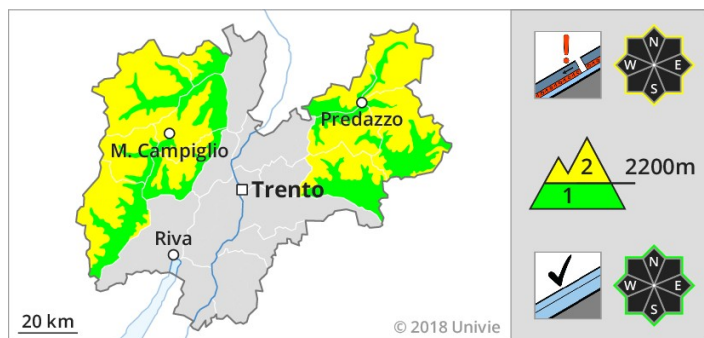 Predazzo
M. Campiglio
Trento
Riva
20 km
© 2018 Univie
!
N
W E
S
2 2200m
1
N
W E
S